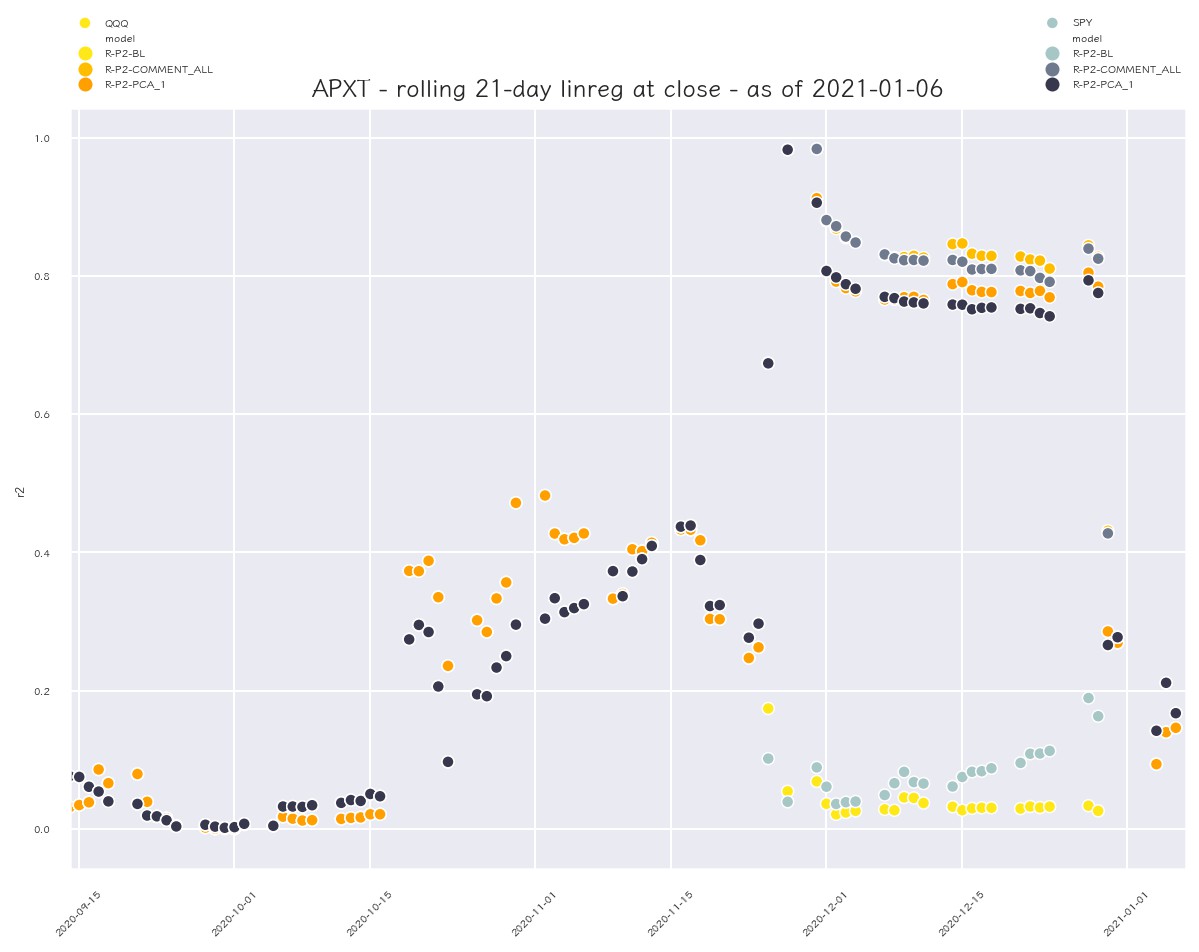 QQQ
model
R-P2-BL
R-P2-COMMENT_ALL
R-P2-PCA_1
SPY
model
R-P2-BL
R-P2-COMMENT_ALL
R-P2-PCA_1
APXT - rolling 21-day linreg at close - as of 2021-01-06
1.0
0.8
0.6
0.4
0.2
0.0
r2
2020-09-15
2020-10-01
2020-10-15
2020-11-01
2020-11-15
2020-12-01
2020-12-15
2021-01-01